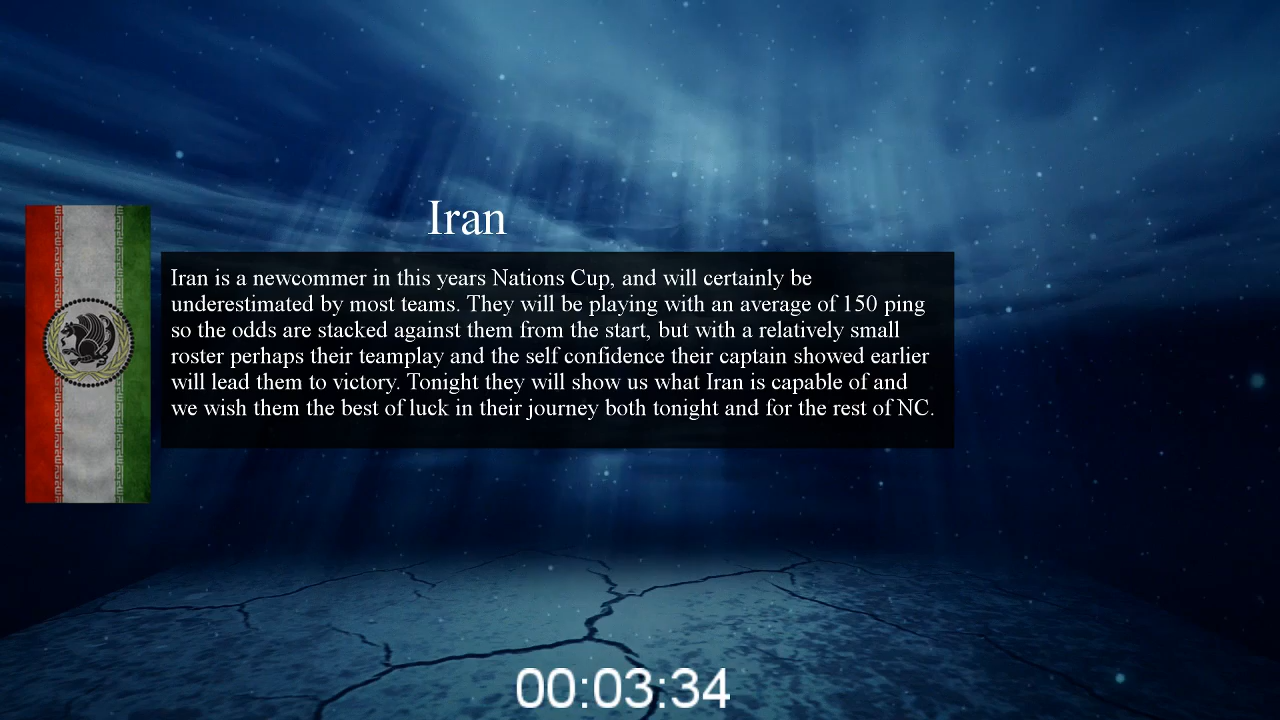 Iran
Iran is a newcommer in this years Nations Cup, and will certainly be
underestimated by most teams. They will be playing with an average of 150 ping
so the odds are stacked against them from the start, but with a relatively small
roster perhaps their teamplay and the self confidence their captain showed earlier
will lead them to victory. Tonight they will show us what Iran is capable of and
we wish them the best of luck in their journey both tonight and for the rest of NC.
00:03:34